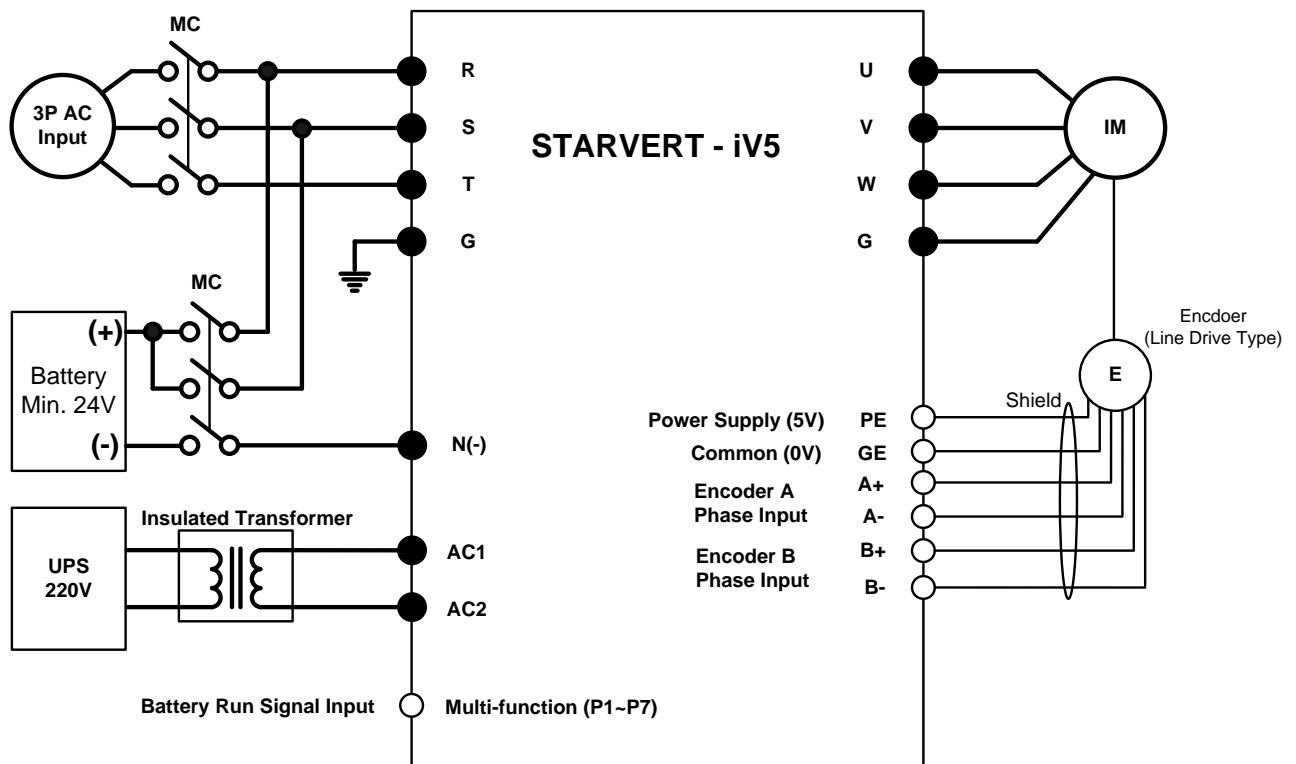 MC
3P AC
Input
R
S
T
G
STARVERT - iV5
U
V
W
G
IM
MC
(+)
Battery
Min. 24V
(-)
N(-)
Encdoer
(Line Drive Type)
E
Shield
Power Supply (5V) PE
Common (0V) GE
Encoder A
Phase Input
A+
A-
Encoder B
Phase Input
B+
B-
UPS
220V
Insulated Transformer
AC1
AC2
Battery Run Signal Input
Multi-function (P1~P7)